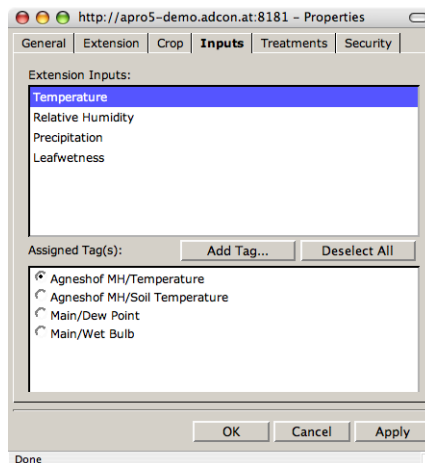 http://apro5-demo.adcon.at:8181 - Properties
General Extension Crop Inputs Treatments Security
Extension Inputs:
Temperature
Relative Humidity
Precipitation
Leafwetness
Assigned Tag(s): Add Tag... Deselect All
Agneshof MH/Temperature
Agneshof MH/Soil Temperature
Main/Dew Point
Main/Wet Bulb
OK Cancel Apply
Done